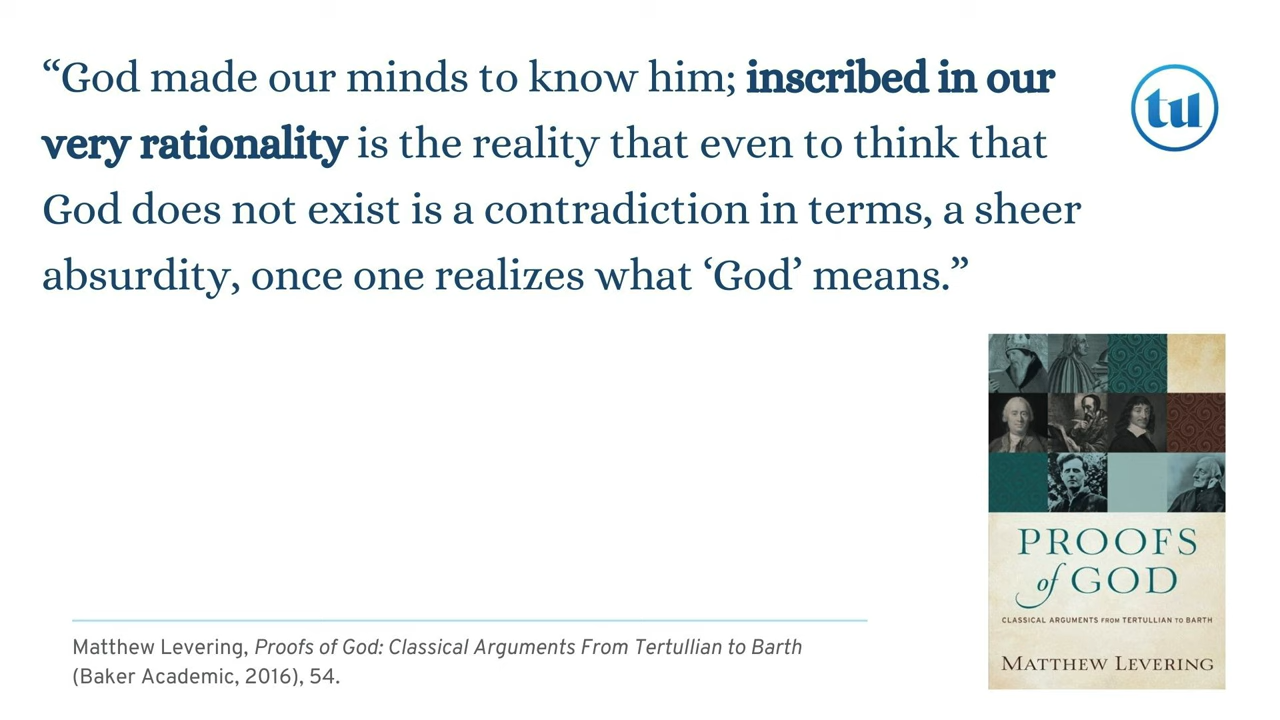 “God made our minds to know him; inscribed in our
very rationality is the reality that even to think that
God does not exist is a contradiction in terms, a sheer
absurdity, once one realizes what ‘God’ means.”
tu
PROOFS
of GOD
CLASSICAL ARGUMENTS FROM TERTULLIAN TO BARTH
MATTHEW LEVERING
Matthew Levering, Proofs of God: Classical Arguments From Tertullian to Barth
(Baker Academic, 2016), 54.